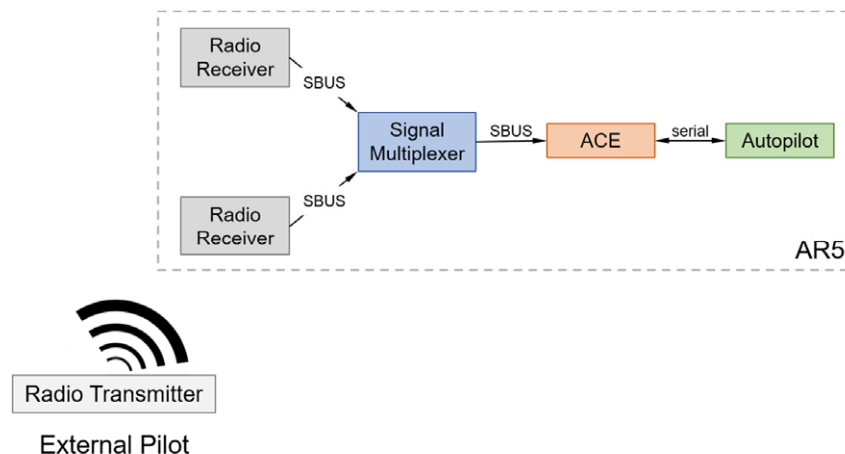 Radio
Receiver
SBUS
Signal
Multiplexer
SBUS
ACE
serial
Autopilot
SBUS
Radio
Receiver
AR5
Radio Transmitter
External Pilot